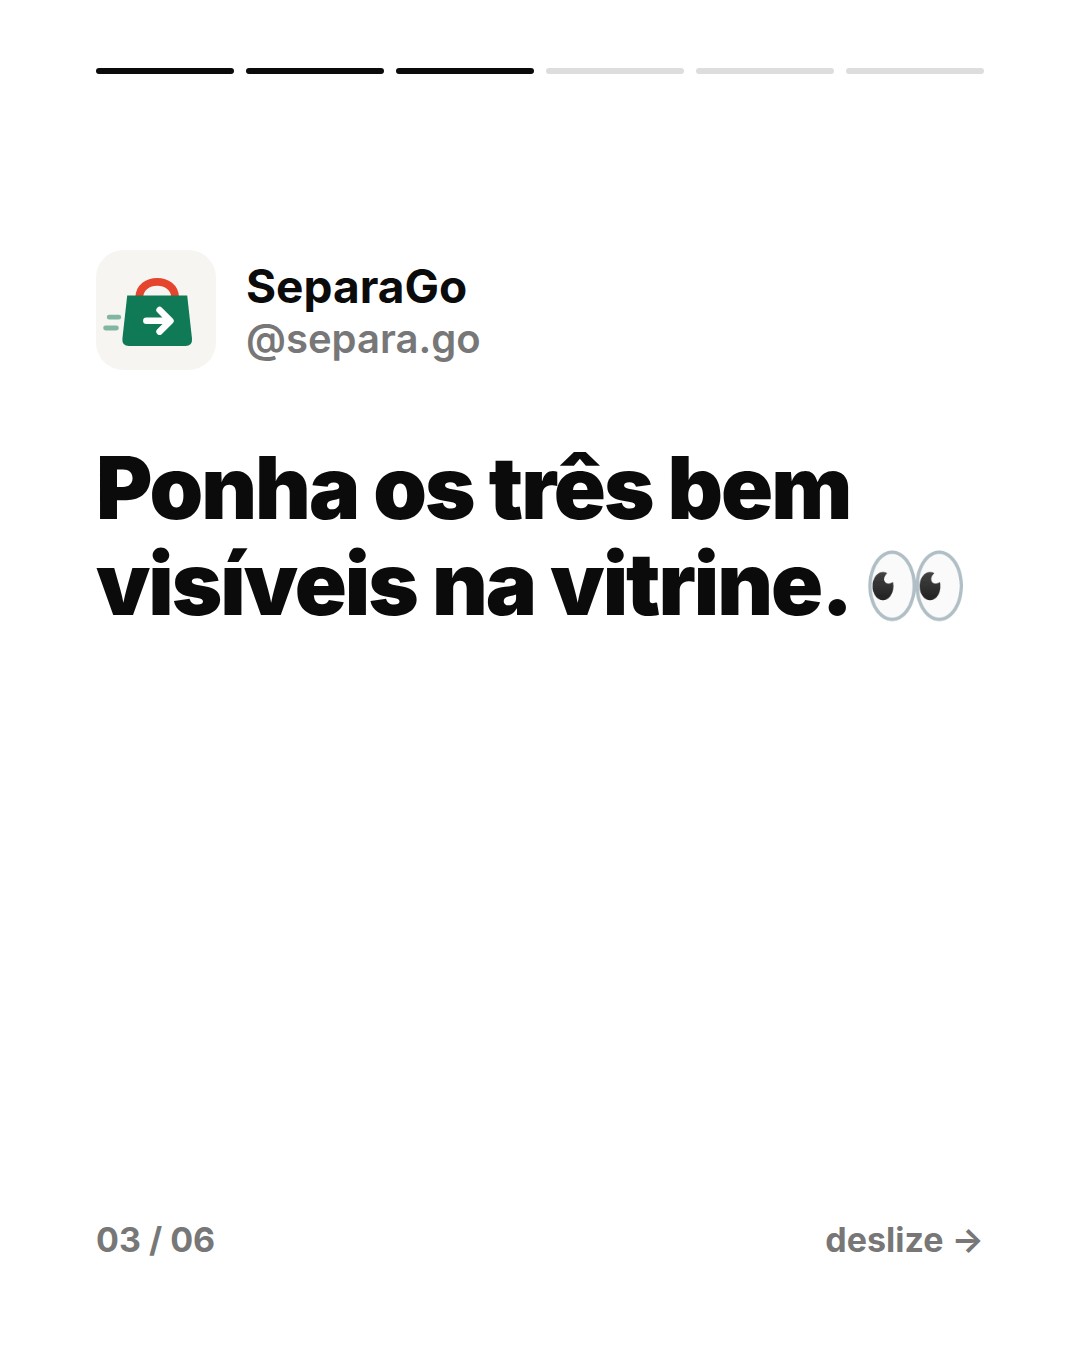 SeparaGo
@separa.go
Ponha os três bem
visíveis na vitrine. 👀
03 / 06
deslize →